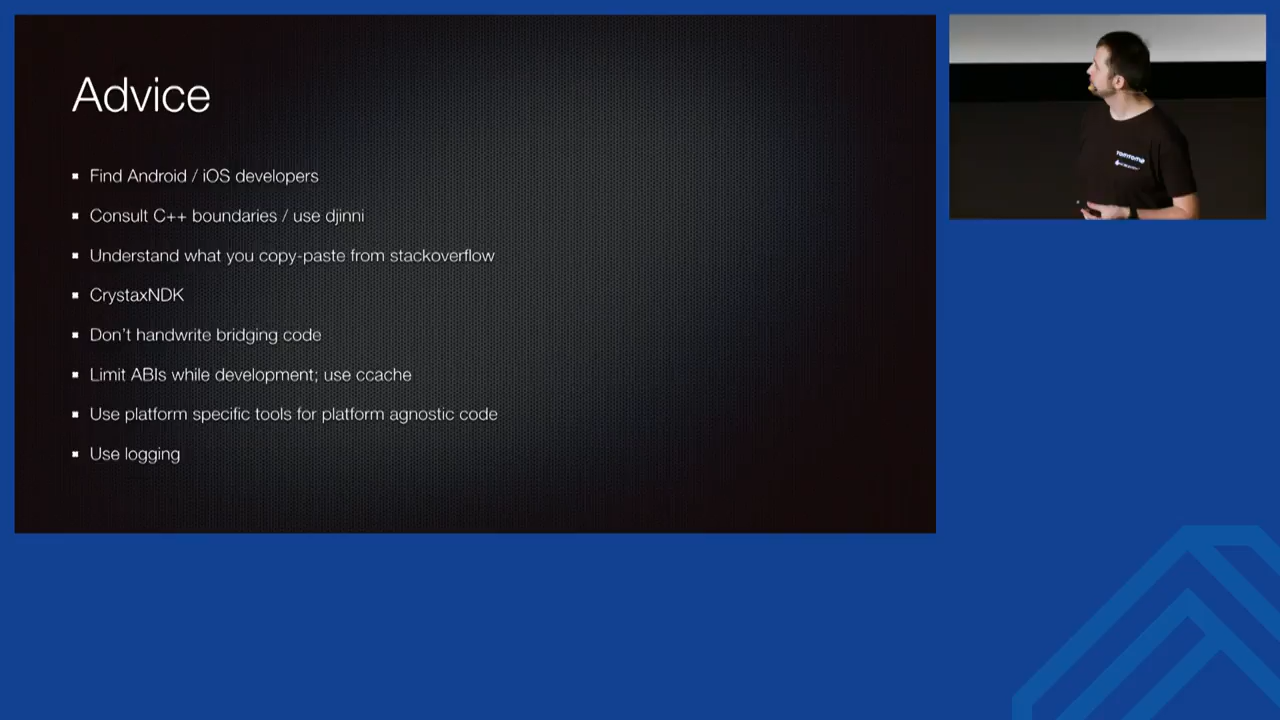 Advice
Find Android / iOS developers
Consult C++ boundaries / use djinni
Understand what you copy-paste from stackoverflow
CrystaxNDK
Don't handwrite bridging code
Limit ABIs while development; use ccache
Use platform specific tools for platform agnostic code
Use logging